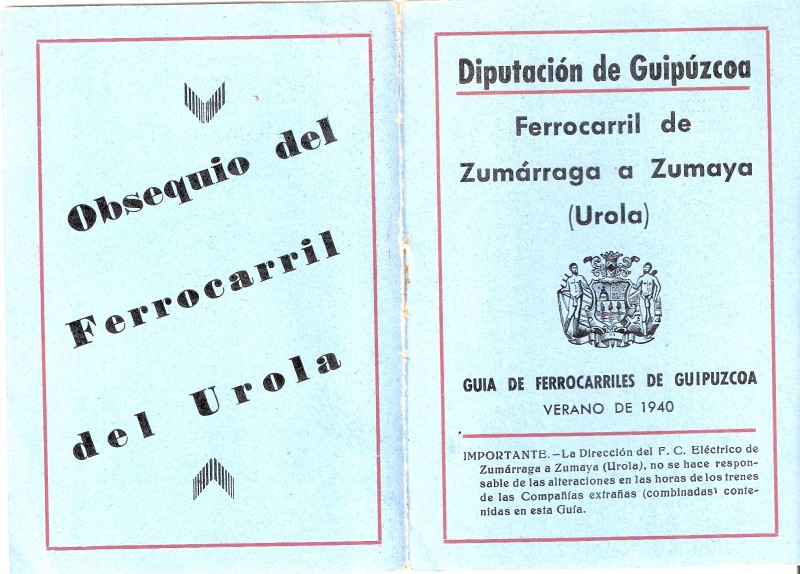 Obsequio del
Ferrocarril
del Urola
Diputación de Guipúzcoa
Ferrocarril de
Zumárraga a Zumaya
(Urola)
GUIA DE FERROCARRILES DE GUIPUZCOA
VERANO DE 1940
IMPORTANTE.—La Dirección del F. C. Eléctrico de
Zumárraga a Zumaya (Urola), no se hace respon-
sable de las alteraciones en las horas de los trenes
de las Compañías extrañas (combinadas) conte-
nidas en esta Guía.